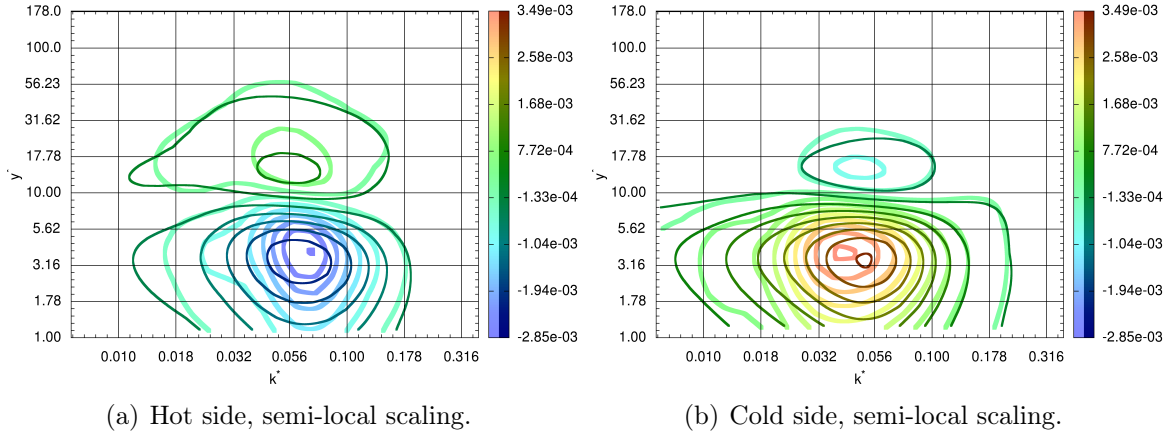 178.0
100.0
56.23
31.62
17.78
10.00
5.62
3.16
1.78
1.00
y*
0.010 0.018 0.032 0.056 0.100 0.178 0.316
k*
3.49e-03
2.58e-03
1.68e-03
7.72e-04
-1.33e-04
-1.04e-03
-1.94e-03
-2.85e-03
(a) Hot side, semi-local scaling.
178.0
100.0
56.23
31.62
17.78
10.00
5.62
3.16
1.78
1.00
y*
0.010 0.018 0.032 0.056 0.100 0.178 0.316
k*
3.49e-03
2.58e-03
1.68e-03
7.72e-04
-1.33e-04
-1.04e-03
-1.94e-03
-2.85e-03
(b) Cold side, semi-local scaling.